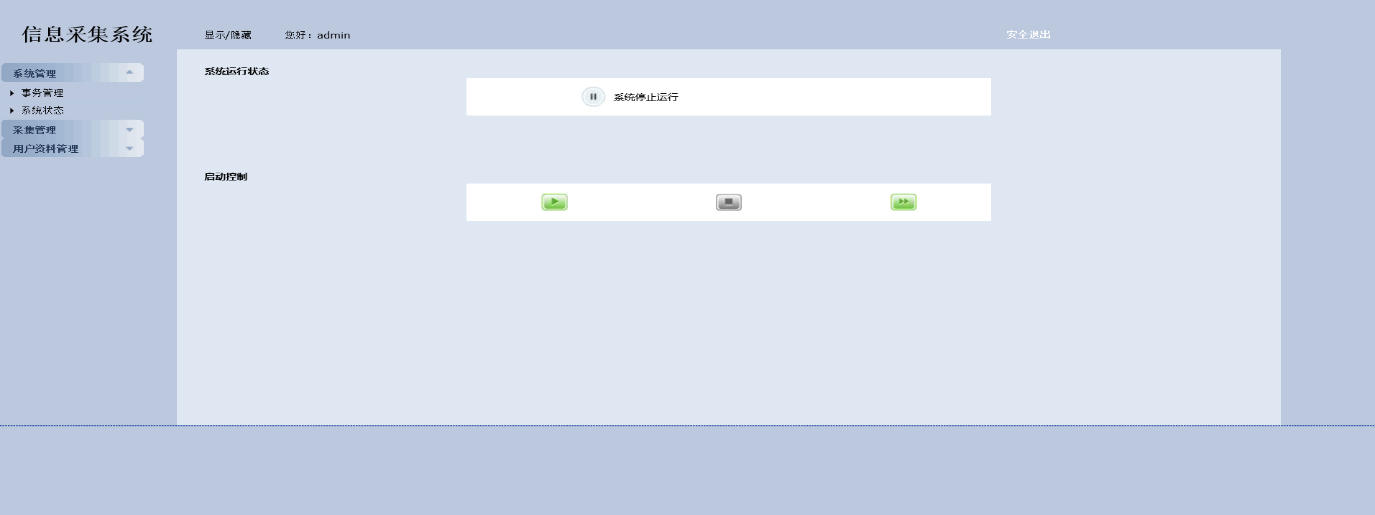 信息采集系统
显示/隐藏 您好：admin 安全退出
系统管理
事务管理
系统状态
采集管理
用户资料管理
系统运行状态
系统停止运行
启动控制